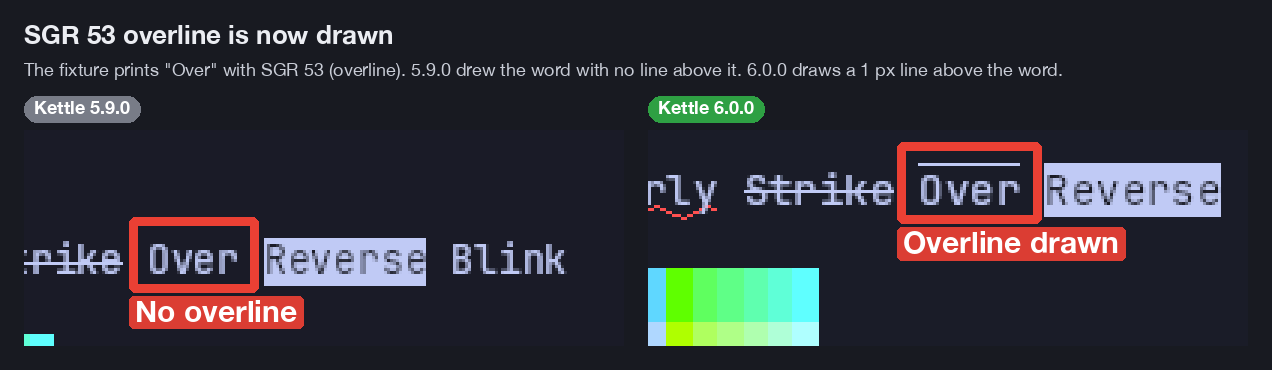 SGR 53 overline is now drawn
The fixture prints "Over" with SGR 53 (overline). 5.9.0 drew the word with no line above it. 6.0.0 draws a 1 px line above the word.
Kettle 5.9.0
rike Over Reverse Blink
No overline
Kettle 6.0.0
rly Strike Over Reverse
Overline drawn